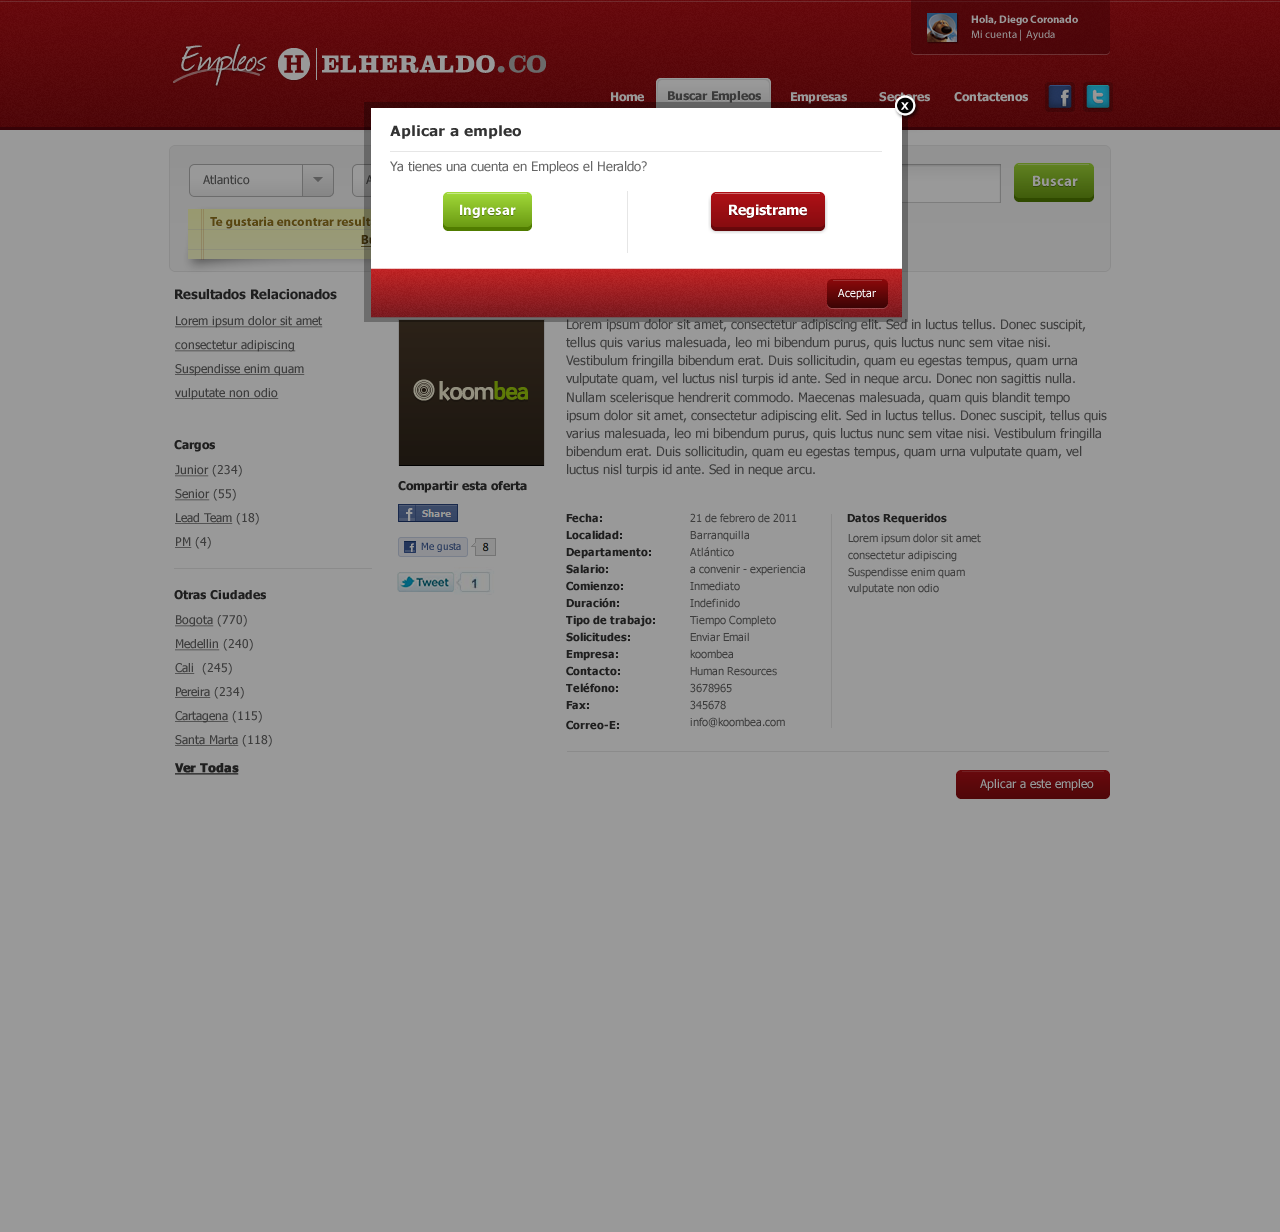 Hola, Diego Coronado
Mi cuenta | Ayuda
Empleos H ELHERALDO.CO
Home Buscar Empleos Empresas Sectores Contactenos
x
Aplicar a empleo
Ya tienes una cuenta en Empleos el Heraldo?
Ingresar Registrame
Aceptar
Atlantico
Buscar
Te gustaria encontrar result
Resultados Relacionados
Lorem ipsum dolor sit amet
consectetur adipiscing
Suspendisse enim quam
vulputate non odio
Cargos
Junior (234)
Senior (55)
Lead Team (18)
PM (4)
Otras Ciudades
Bogota (770)
Medellin (240)
Cali (245)
Pereira (234)
Cartagena (115)
Santa Marta (118)
Ver Todas
koombea
Compartir esta oferta
f Share
Me gusta 8
Tweet 1
Lorem ipsum dolor sit amet, consectetur adipiscing elit. Sed in luctus tellus. Donec suscipit,
tellus quis varius malesuada, leo mi bibendum purus, quis luctus nunc sem vitae nisi.
Vestibulum fringilla bibendum erat. Duis sollicitudin, quam eu egestas tempus, quam urna
vulputate quam, vel luctus nisl turpis id ante. Sed in neque arcu. Donec non sagittis nulla.
Nullam scelerisque hendrerit commodo. Maecenas malesuada, quam quis blandit tempo
ipsum dolor sit amet, consectetur adipiscing elit. Sed in luctus tellus. Donec suscipit, tellus quis
varius malesuada, leo mi bibendum purus, quis luctus nunc sem vitae nisi. Vestibulum fringilla
bibendum erat. Duis sollicitudin, quam eu egestas tempus, quam urna vulputate quam, vel
luctus nisl turpis id ante. Sed in neque arcu.
Fecha: 21 de febrero de 2011
Localidad: Barranquilla
Departamento: Atlántico
Salario: a convenir - experiencia
Comienzo: Inmediato
Duración: Indefinido
Tipo de trabajo: Tiempo Completo
Solicitudes: Enviar Email
Empresa: koombea
Contacto: Human Resources
Teléfono: 3678965
Fax: 345678
Correo-E: info@koombea.com
Datos Requeridos
Lorem ipsum dolor sit amet
consectetur adipiscing
Suspendisse enim quam
vulputate non odio
Aplicar a este empleo